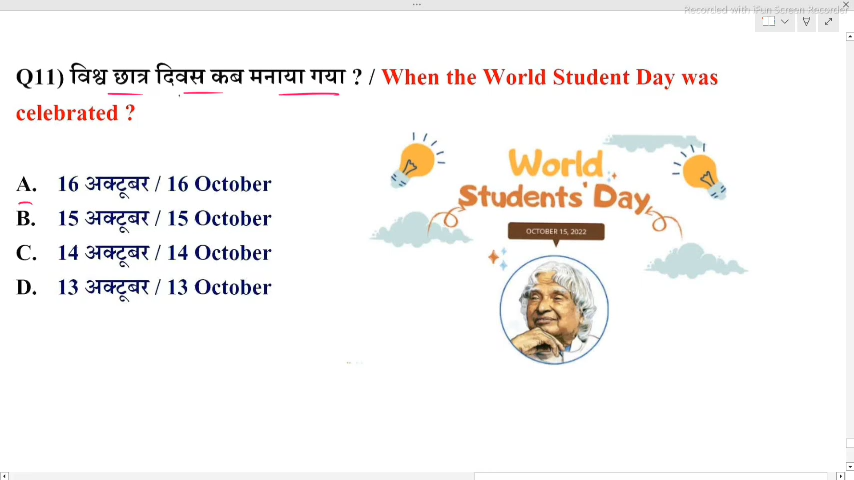 Recorded with iFun Screen Recorder
Q11) विश्व छात्र दिवस कब मनाया गया ? / When the World Student Day was
celebrated ?
A. 16 अक्टूबर / 16 October
B. 15 अक्टूबर / 15 October
C. 14 अक्टूबर / 14 October
D. 13 अक्टूबर / 13 October
World
Students' Day
OCTOBER 15, 2022